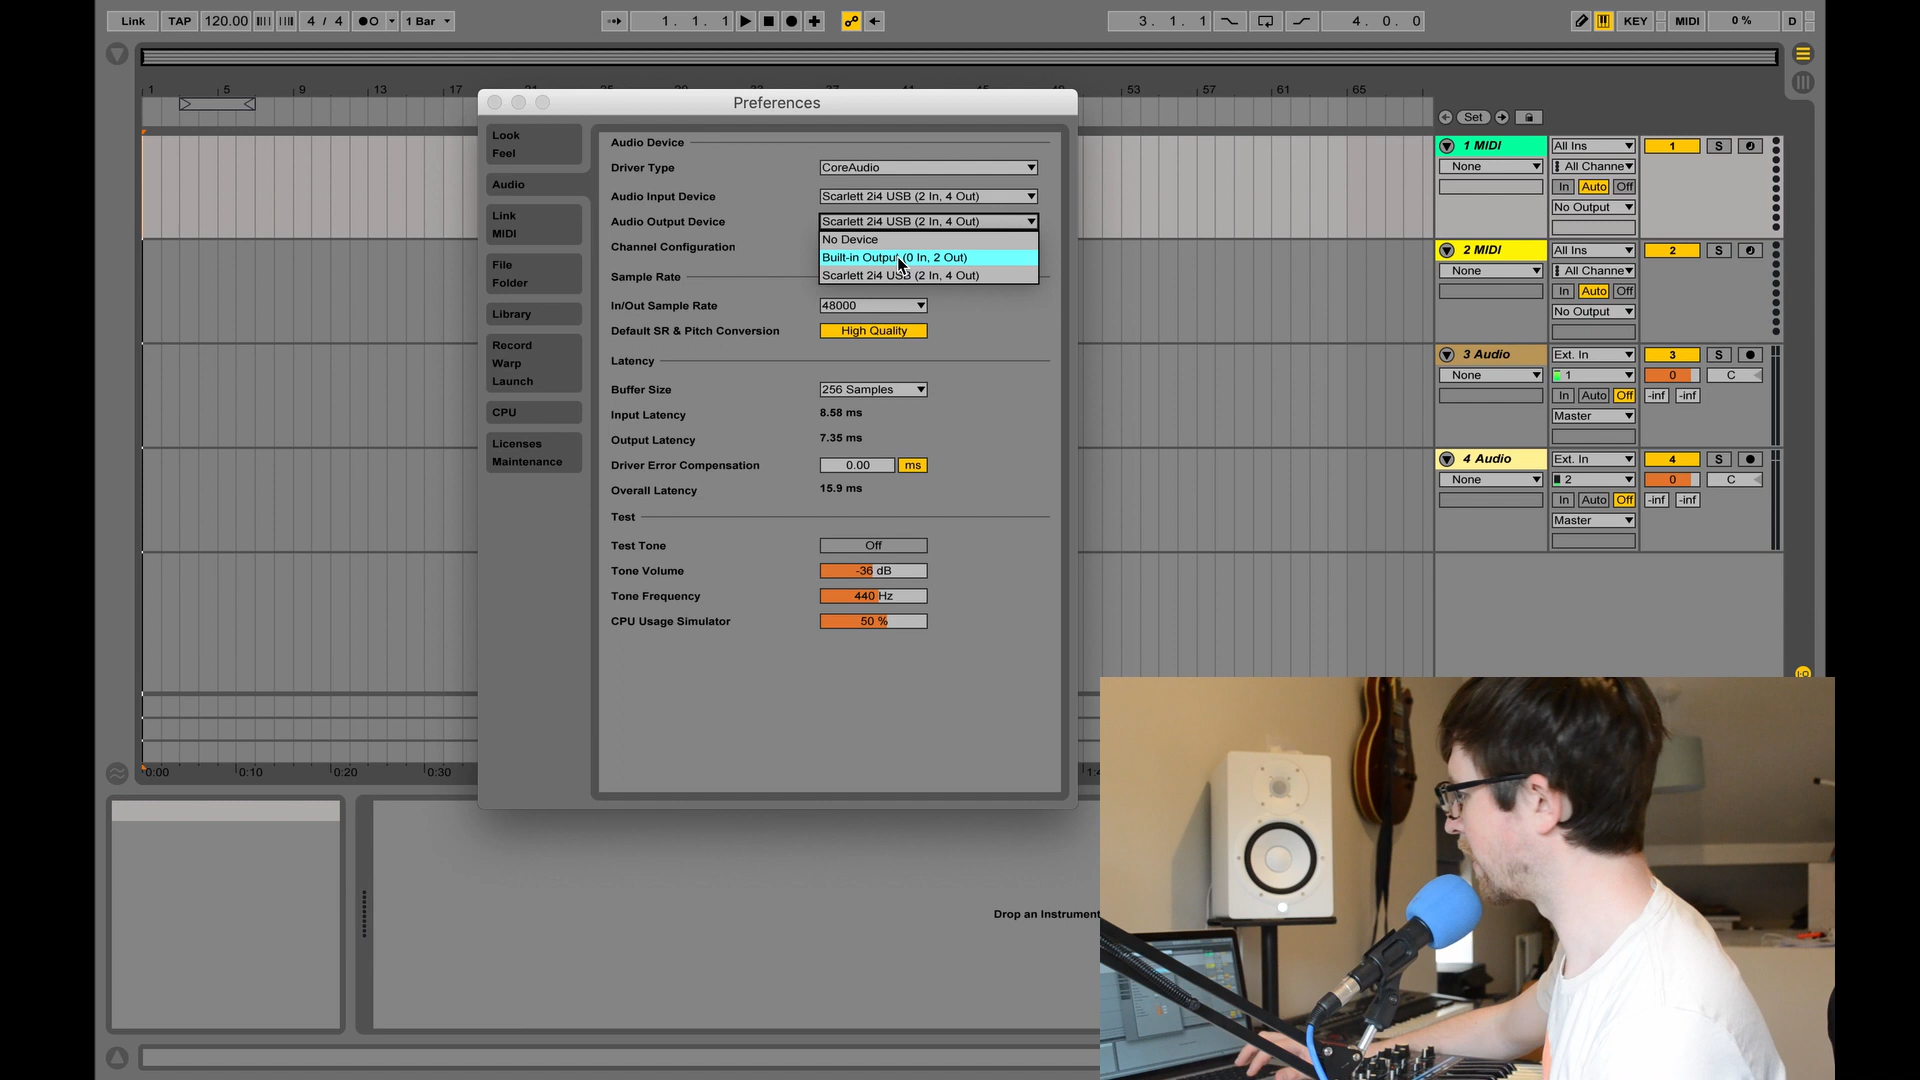 Link TAP 120.00 4 / 4 1 Bar 1. 1. 1 3. 1. 1 4. 0. 0 KEY MIDI 0 % D
1 5 9 13 17 53 57 61 65
Preferences
Set
Look
Feel
Audio
Link
MIDI
File
Folder
Library
Record
Warp
Launch
CPU
Licenses
Maintenance
Audio Device
Driver Type CoreAudio
Audio Input Device Scarlett 2i4 USB (2 In, 4 Out)
Audio Output Device Scarlett 2i4 USB (2 In, 4 Out)
No Device
Channel Configuration
Built-in Output (0 In, 2 Out)
Sample Rate Scarlett 2i4 USB (2 In, 4 Out)
In/Out Sample Rate 48000
Default SR & Pitch Conversion High Quality
Latency
Buffer Size 256 Samples
Input Latency 8.58 ms
Output Latency 7.35 ms
Driver Error Compensation 0.00 ms
Overall Latency 15.9 ms
Test
Test Tone Off
Tone Volume -36 dB
Tone Frequency 440 Hz
CPU Usage Simulator 50 %
1 MIDI All Ins 1 S
None All Channe
In Auto Off
No Output
2 MIDI All Ins 2 S
None All Channe
In Auto Off
No Output
3 Audio Ext. In 3 S
None 1 0 C
In Auto Off -inf -inf
Master
4 Audio Ext. In 4 S
None 2 0 C
In Auto Off -inf -inf
Master
0:00 0:10 0:20 0:30
Drop an Instrument